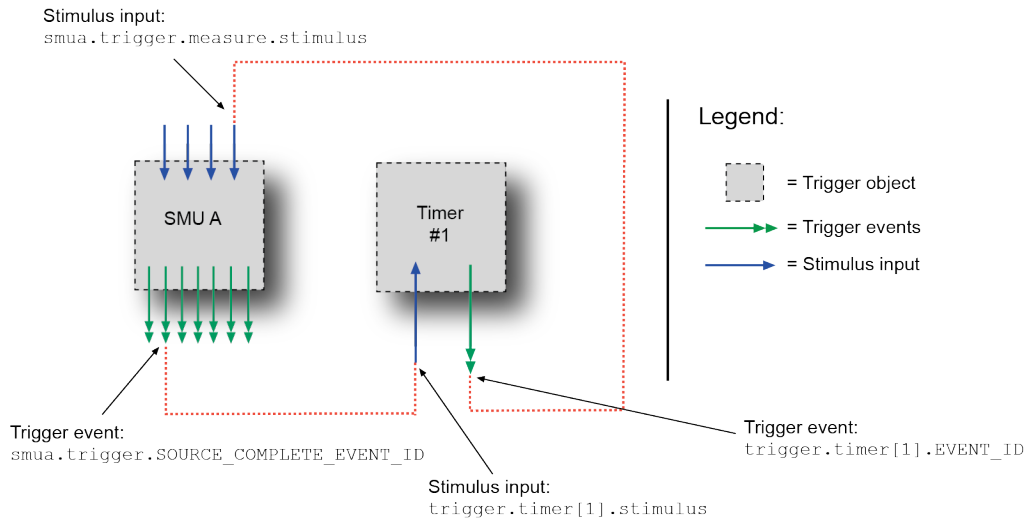 Stimulus input:
smua.trigger.measure.stimulus
Legend:
SMU A
Timer
#1
= Trigger object
= Trigger events
= Stimulus input
Trigger event:
smua.trigger.SOURCE_COMPLETE_EVENT_ID
Trigger event:
trigger.timer[1].EVENT_ID
Stimulus input:
trigger.timer[1].stimulus